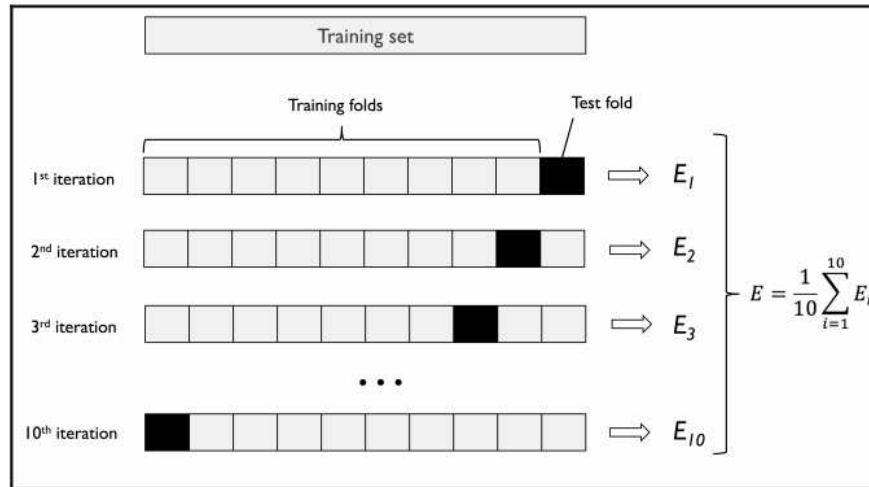 Training set
Training folds
Test fold
1st iteration
E1
2nd iteration
E2
E = 1/10 ∑ i=1 10 Ei
3rd iteration
E3
...
10th iteration
E10